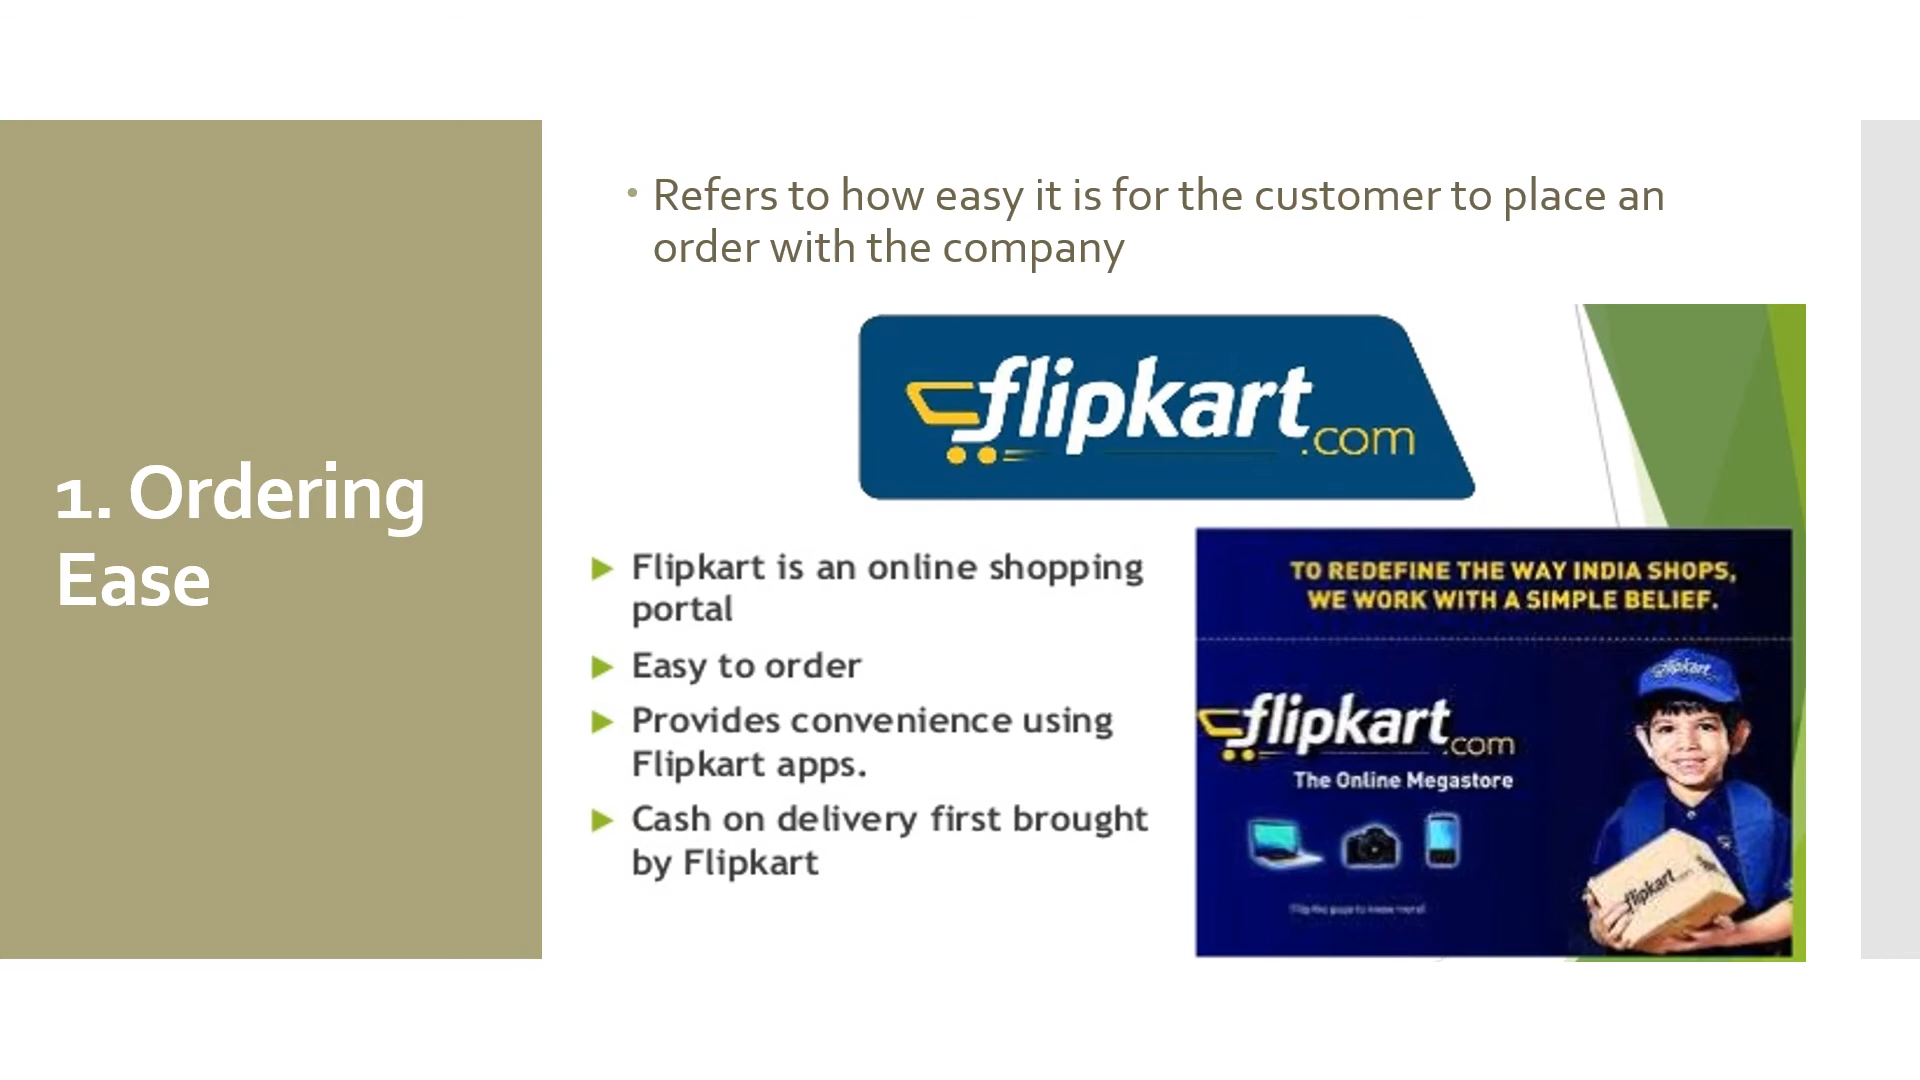 1. Ordering
Ease
• Refers to how easy it is for the customer to place an
order with the company
flipkart.com
Flipkart is an online shopping
portal
Easy to order
Provides convenience using
Flipkart apps.
Cash on delivery first brought
by Flipkart
TO REDEFINE THE WAY INDIA SHOPS,
WE WORK WITH A SIMPLE BELIEF.
flipkart
flipkart.com
The Online Megastore
flipkart